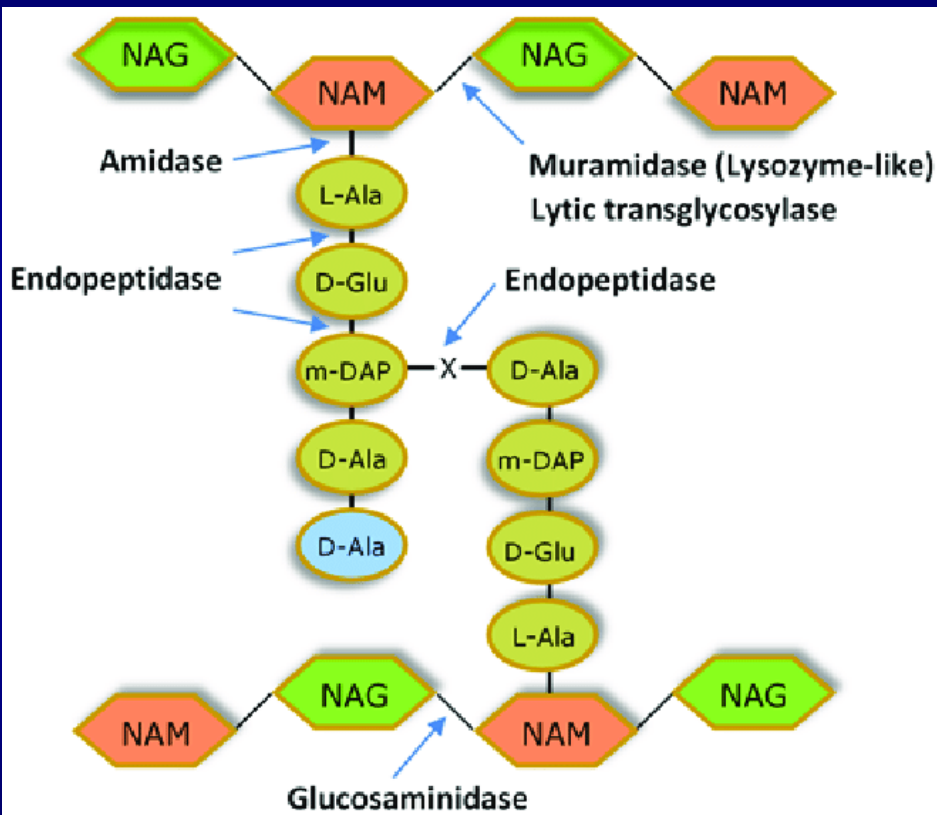 NAG
NAM
NAG
NAM
Amidase
Muramidase (Lysozyme-like)
Lytic transglycosylase
L-Ala
Endopeptidase
D-Glu
Endopeptidase
m-DAP
X
D-Ala
D-Ala
m-DAP
D-Ala
D-Glu
L-Ala
NAM
NAG
NAM
NAG
Glucosaminidase